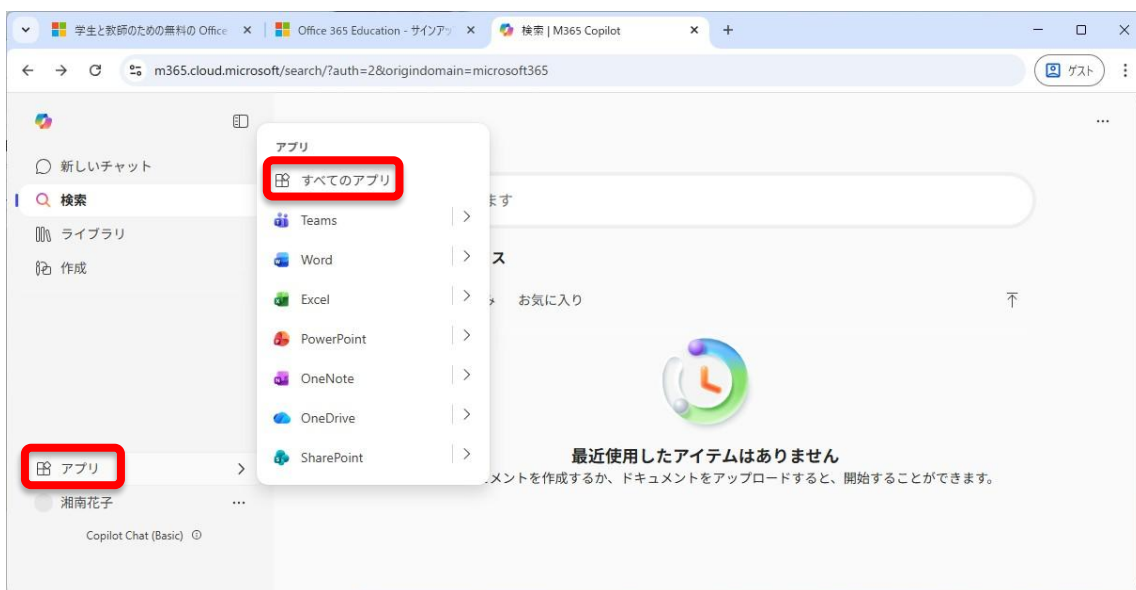 学生と教師のための無料の Office
Office 365 Education - サインアッ
検索 | M365 Copilot
m365.cloud.microsoft/search/?auth=2&origindomain=microsoft365
ゲスト
新しいチャット
検索
ライブラリ
作成
アプリ
湘南花子
Copilot Chat (Basic)
アプリ
すべてのアプリ
Teams
Word
Excel
PowerPoint
OneNote
OneDrive
SharePoint
ます
ス
お気に入り
最近使用したアイテムはありません
メントを作成するか、ドキュメントをアップロードすると、開始することができます。